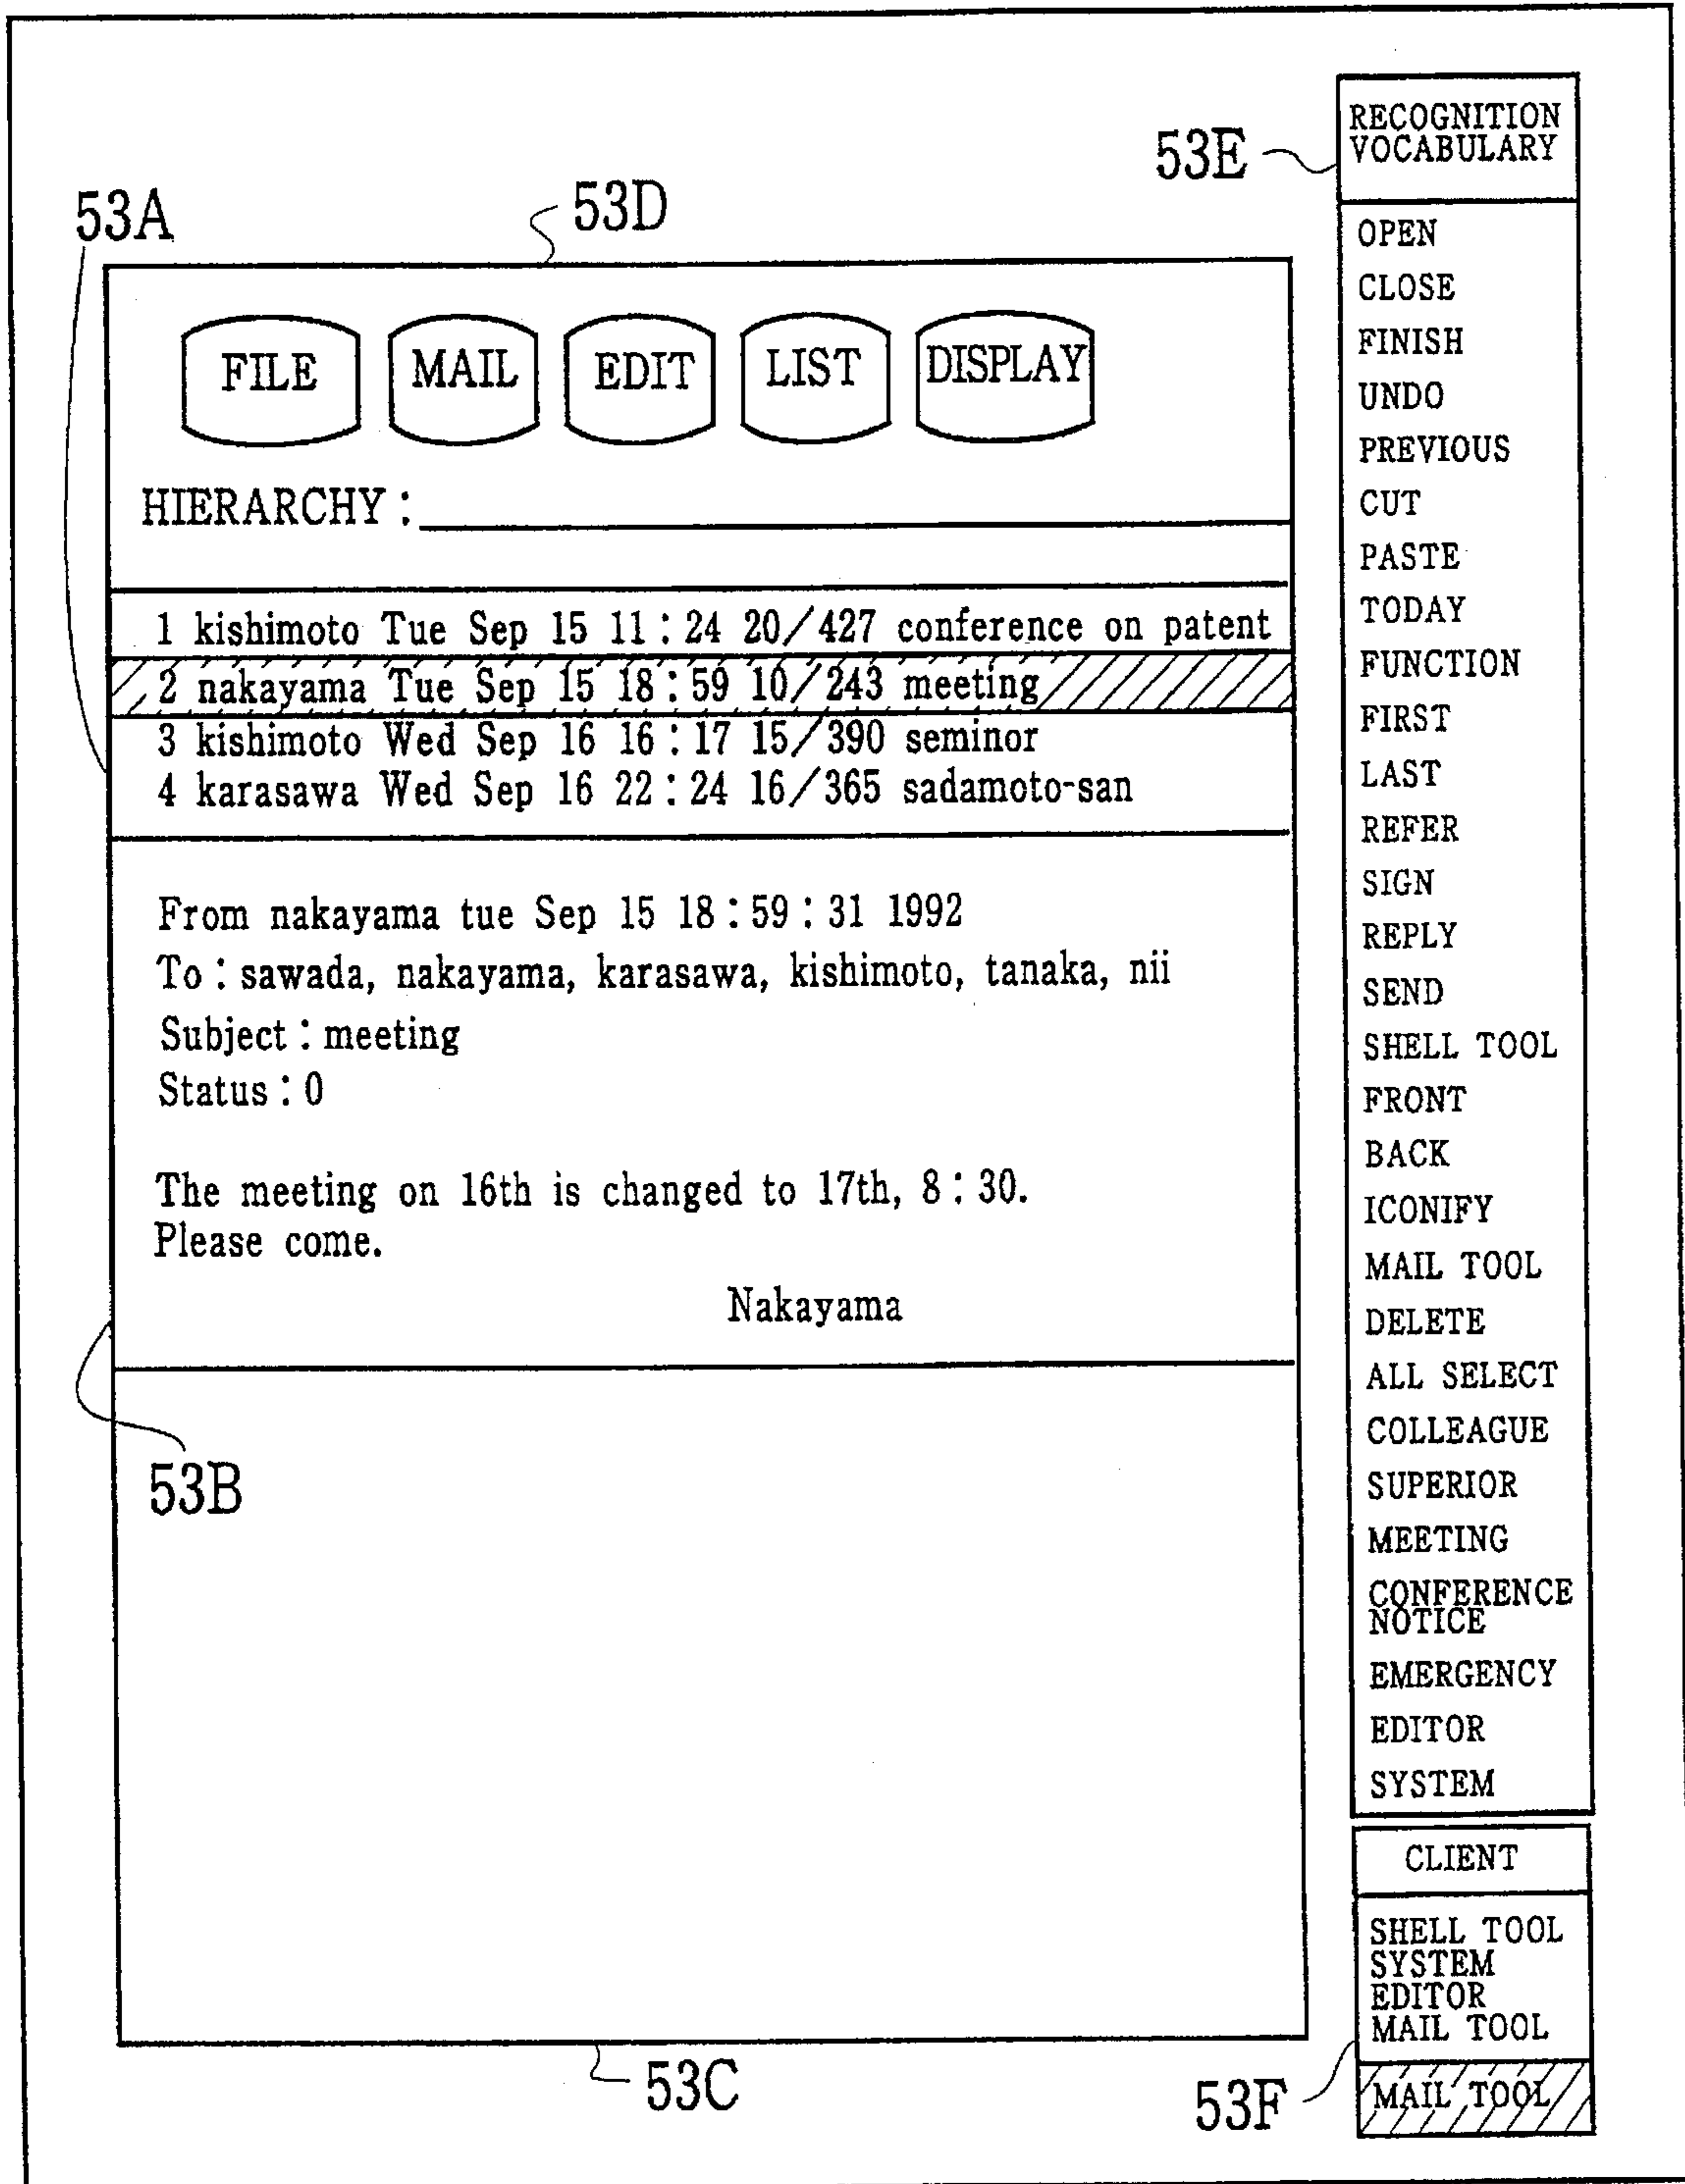 53A
53D
53E
FILE
MAIL
EDIT
LIST
DISPLAY
HIERARCHY :
1 kishimoto Tue Sep 15 11 : 24 20/427 conference on patent
2 nakayama Tue Sep 15 18 : 59 10/243 meeting
3 kishimoto Wed Sep 16 16 : 17 15/390 seminor
4 karasawa Wed Sep 16 22 : 24 16/365 sadamoto-san
From nakayama tue Sep 15 18 : 59 : 31 1992
To : sawada, nakayama, karasawa, kishimoto, tanaka, nii
Subject : meeting
Status : 0
The meeting on 16th is changed to 17th, 8 : 30.
Please come.
Nakayama
53B
53C
RECOGNITION
VOCABULARY
OPEN
CLOSE
FINISH
UNDO
PREVIOUS
CUT
PASTE
TODAY
FUNCTION
FIRST
LAST
REFER
SIGN
REPLY
SEND
SHELL TOOL
FRONT
BACK
ICONIFY
MAIL TOOL
DELETE
ALL SELECT
COLLEAGUE
SUPERIOR
MEETING
CONFERENCE
NOTICE
EMERGENCY
EDITOR
SYSTEM
CLIENT
SHELL TOOL
SYSTEM
EDITOR
MAIL TOOL
MAIL TOOL
53F